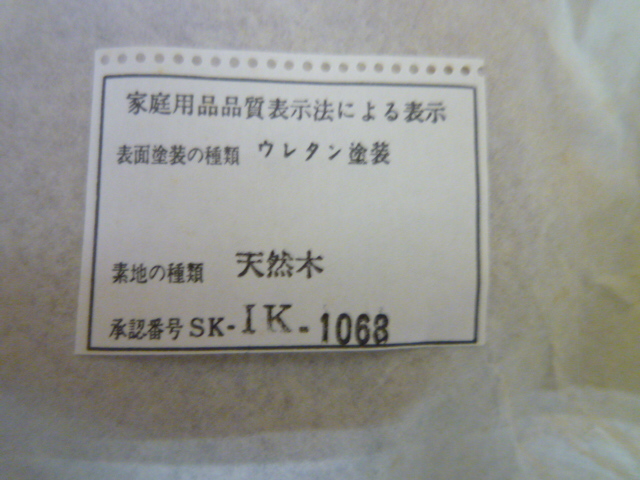 家庭用品品質表示法による表示
表面塗装の種類 ウレタン塗装
素地の種類 天然木
承認番号 SK-IK-1068